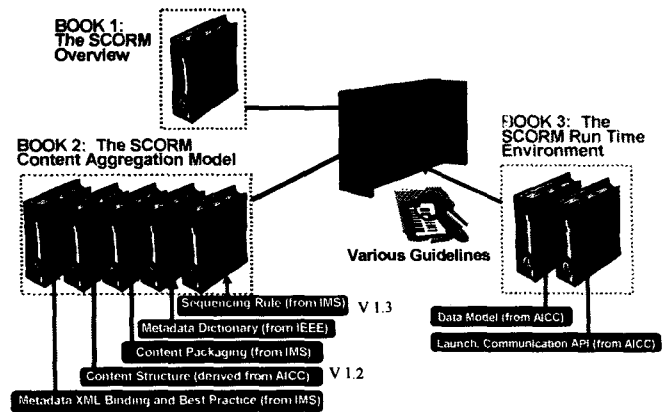 BOOK 1:
The SCORM
Overview
BOOK 2: The SCORM
Content Aggregation Model
BOOK 3: The
SCORM Run Time
Environment
Various Guidelines
Sequencing Rule (from IMS) V 1.3
Metadata Dictionary (from IEEE)
Content Packaging (from IMS)
Content Structure (derived from AICC) V 1.2
Metadata XML Binding and Best Practice (from IMS)
Data Model (from AICC)
Launch, Communication API (from AICC)